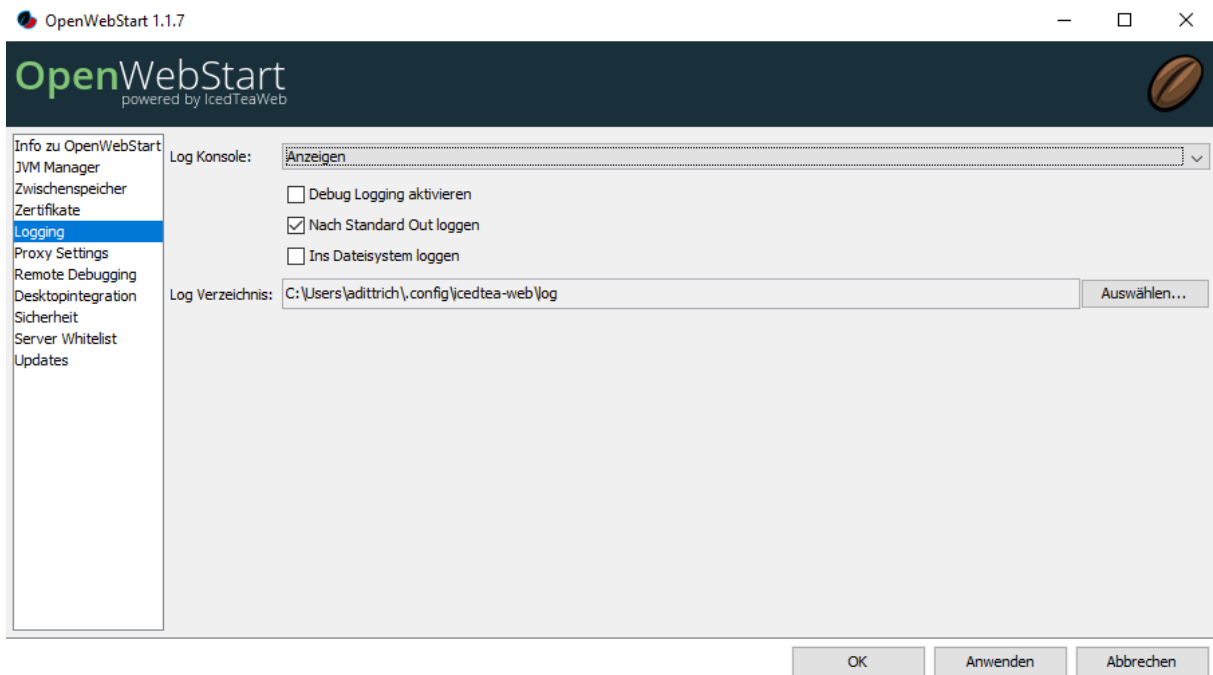 OpenWebStart 1.1.7
OpenWebStart
powered by IcedTeaWeb
Info zu OpenWebStart
JVM Manager
Zwischenspeicher
Zertifikate
Logging
Proxy Settings
Remote Debugging
Desktopintegration
Sicherheit
Server Whitelist
Updates
Log Konsole: Anzeigen
Debug Logging aktivieren
Nach Standard Out loggen
Ins Dateisystem loggen
Log Verzeichnis: C:\Users\adittrich\.config\icedtea-web\log Auswählen...
OK Anwenden Abbrechen